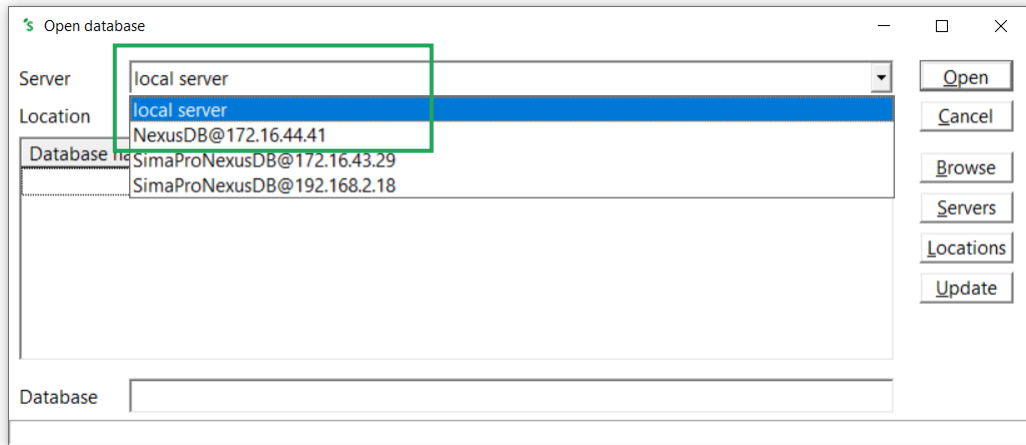 Open database
Server
local server
Open
Location
local server
Cancel
NexusDB@172.16.44.41
Database na
SimaProNexusDB@172.16.43.29
Browse
SimaProNexusDB@192.168.2.18
Servers
Locations
Update
Database